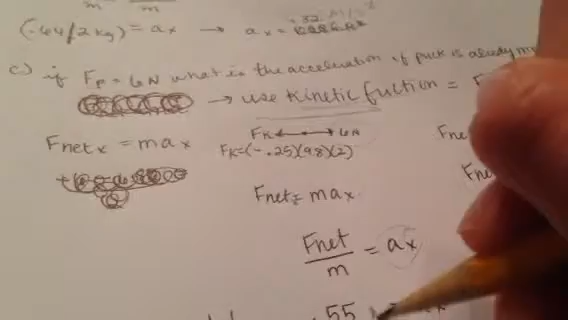 m
(-.64/2kg) = ax → ax = .32 m/s²
c) if Fp = 6N what is the acceleration if puck is already m
→ use Kinetic friction = F
Fnetx = max
Fk ← → 6N
Fk=(-.25)(9.8)(2)
Fne
Fne
Fnet = max
Fnet/m = ax
.55